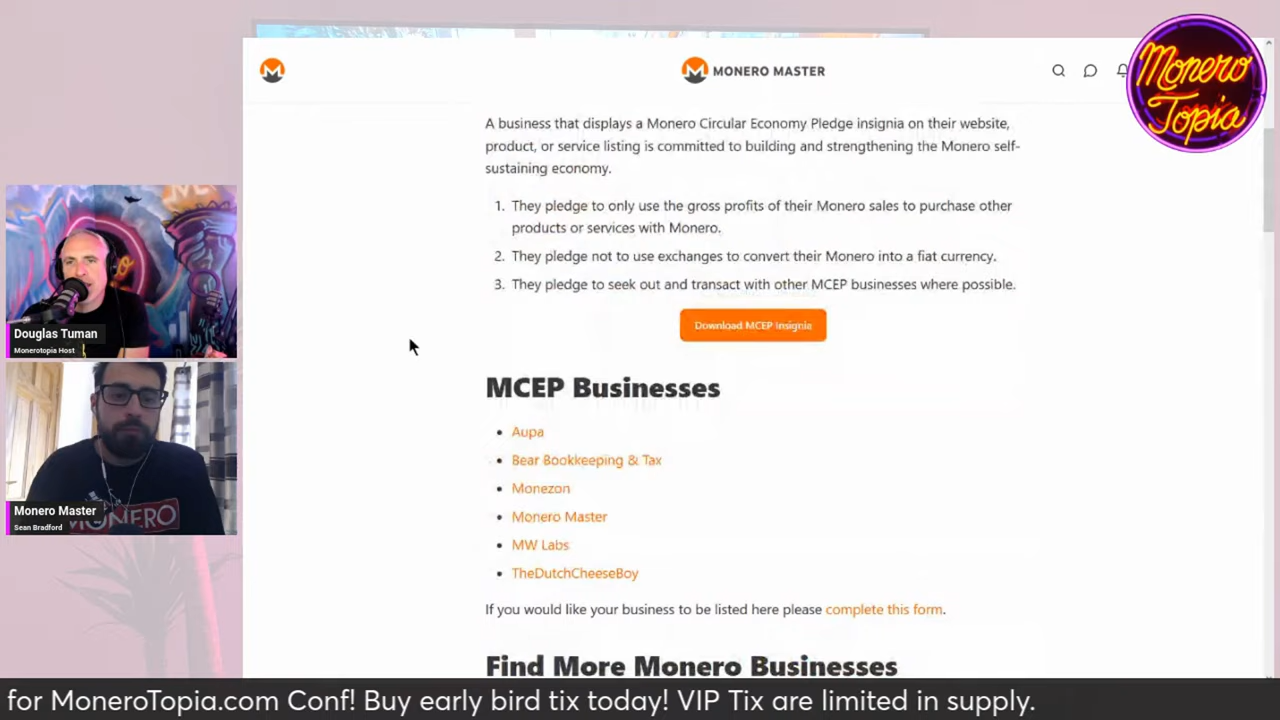 MONERO MASTER
Monero
Topia
A business that displays a Monero Circular Economy Pledge insignia on their website,
product, or service listing is committed to building and strengthening the Monero self-
sustaining economy.
1. They pledge to only use the gross profits of their Monero sales to purchase other
products or services with Monero.
2. They pledge not to use exchanges to convert their Monero into a fiat currency.
3. They pledge to seek out and transact with other MCEP businesses where possible.
Download MCEP Insignia
MCEP Businesses
• Aupa
• Bear Bookkeeping & Tax
• Monezon
• Monero Master
• MW Labs
• TheDutchCheeseBoy
If you would like your business to be listed here please complete this form.
Find More Monero Businesses
Douglas Tuman
Monerotopia Host
MONERO
Monero Master
Sean Bradford
for MoneroTopia.com Conf! Buy early bird tix today! VIP Tix are limited in supply.